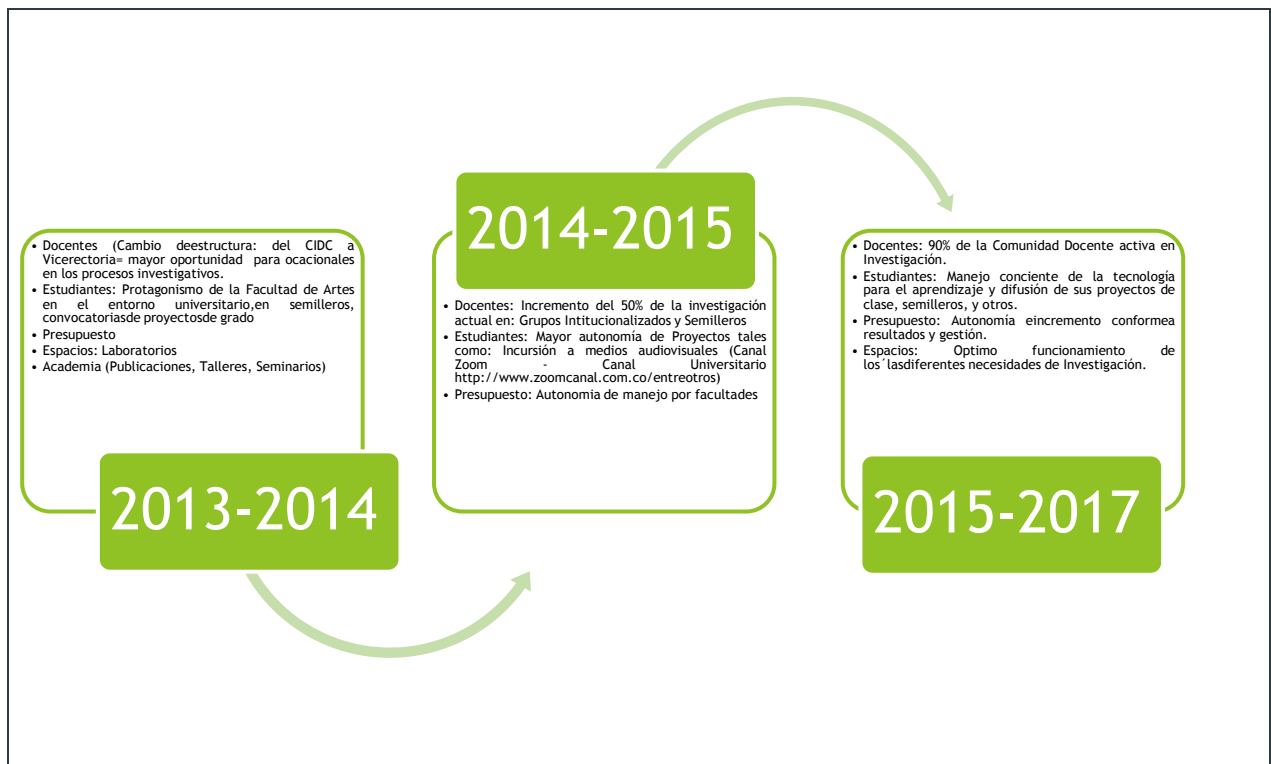 • Docentes (Cambio deestructura: del CIDC a
Vicerectoria= mayor oportunidad para ocacionales
en los procesos investigativos.
• Estudiantes: Protagonismo de la Facultad de Artes
en el entorno universitario,en semilleros,
convocatoriasde proyectosde grado
• Presupuesto
• Espacios: Laboratorios
• Academia (Publicaciones, Talleres, Seminarios)
2013-2014
2014-2015
• Docentes: Incremento del 50% de la investigación
actual en: Grupos Intitucionalizados y Semilleros
• Estudiantes: Mayor autonomía de Proyectos tales
como: Incursión a medios audiovisuales (Canal
Zoom - Canal Universitario
http://www.zoomcanal.com.co/entreotros)
• Presupuesto: Autonomia de manejo por facultades
• Docentes: 90% de la Comunidad Docente activa en
Investigación.
• Estudiantes: Manejo conciente de la tecnología
para el aprendizaje y difusión de sus proyectos de
clase, semilleros, y otros.
• Presupuesto: Autonomía eincremento conformea
resultados y gestión.
• Espacios: Optimo funcionamiento de
los´lasdiferentes necesidades de Investigación.
2015-2017